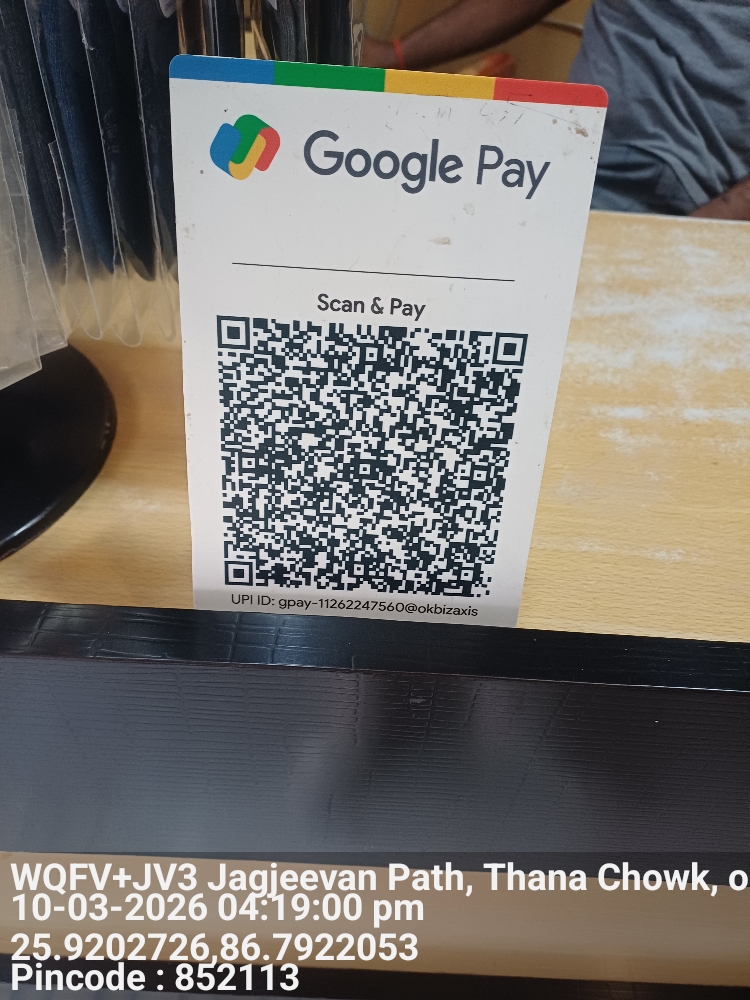 Google Pay
Scan & Pay
UPI ID: gpay-11262247560@okbizaxis
WQFV+JV3 Jagjeevan Path, Thana Chowk, o
10-03-2026 04:19:00 pm
25.9202726,86.7922053
Pincode : 852113